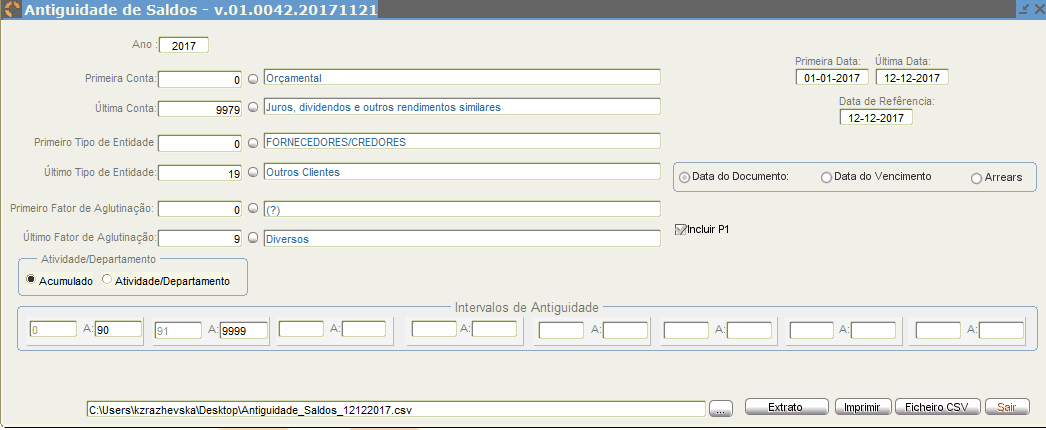 Antiguidade de Saldos - v.01.0042.20171121
Ano : 2017
Primeira Data: Última Data:
Primeira Conta: 0 Orçamental 01-01-2017 12-12-2017
Última Conta: 9979 Juros, dividendos e outros rendimentos similares
Data de Refêrencia:
12-12-2017
Primeiro Tipo de Entidade 0 FORNECEDORES/CREDORES
Último Tipo de Entidade: 19 Outros Clientes
Data do Documento: Data do Vencimento Arrears
Primeiro Fator de Aglutinação: 0 (?)
Último Fator de Aglutinação: 9 Diversos
Incluir P1
Atividade/Departamento
Acumulado Atividade/Departamento
Intervalos de Antiguidade
0 A: 90 91 A: 9999 A: A: A: A: A: A:
C:\Users\kzrazhevska\Desktop\Antiguidade_Saldos_12122017.csv ... Extrato Imprimir Ficheiro CSV Sair